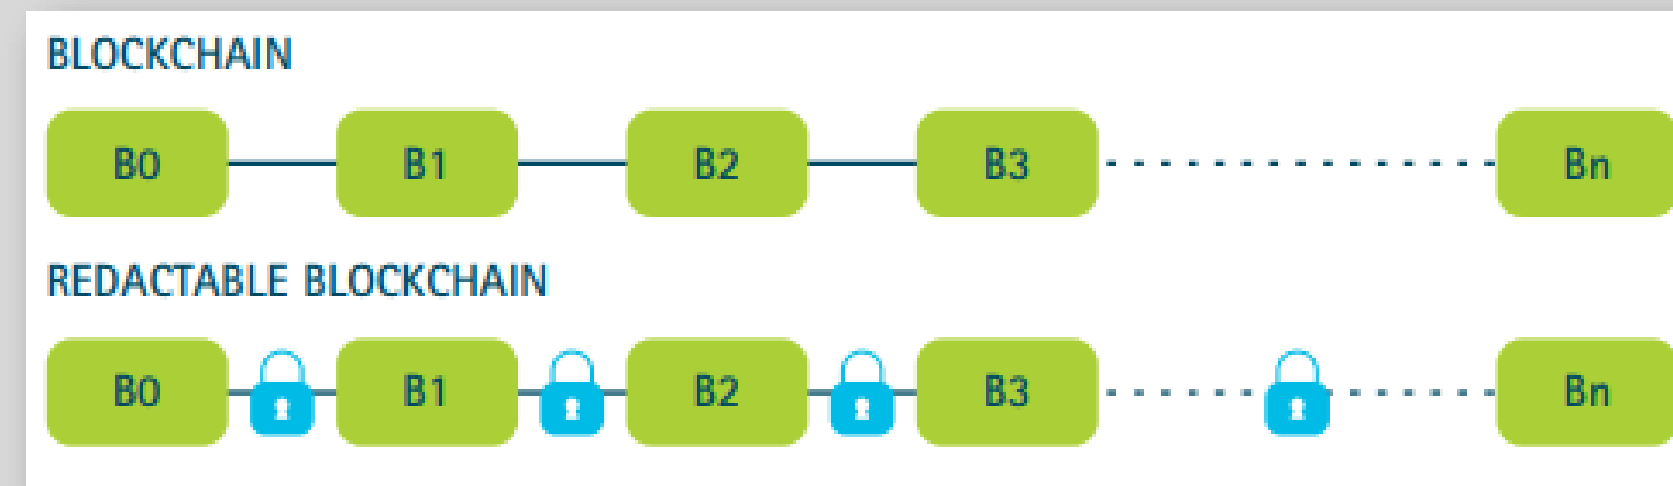 BLOCKCHAIN
B0 B1 B2 B3 Bn
REDACTABLE BLOCKCHAIN
B0 B1 B2 B3 Bn